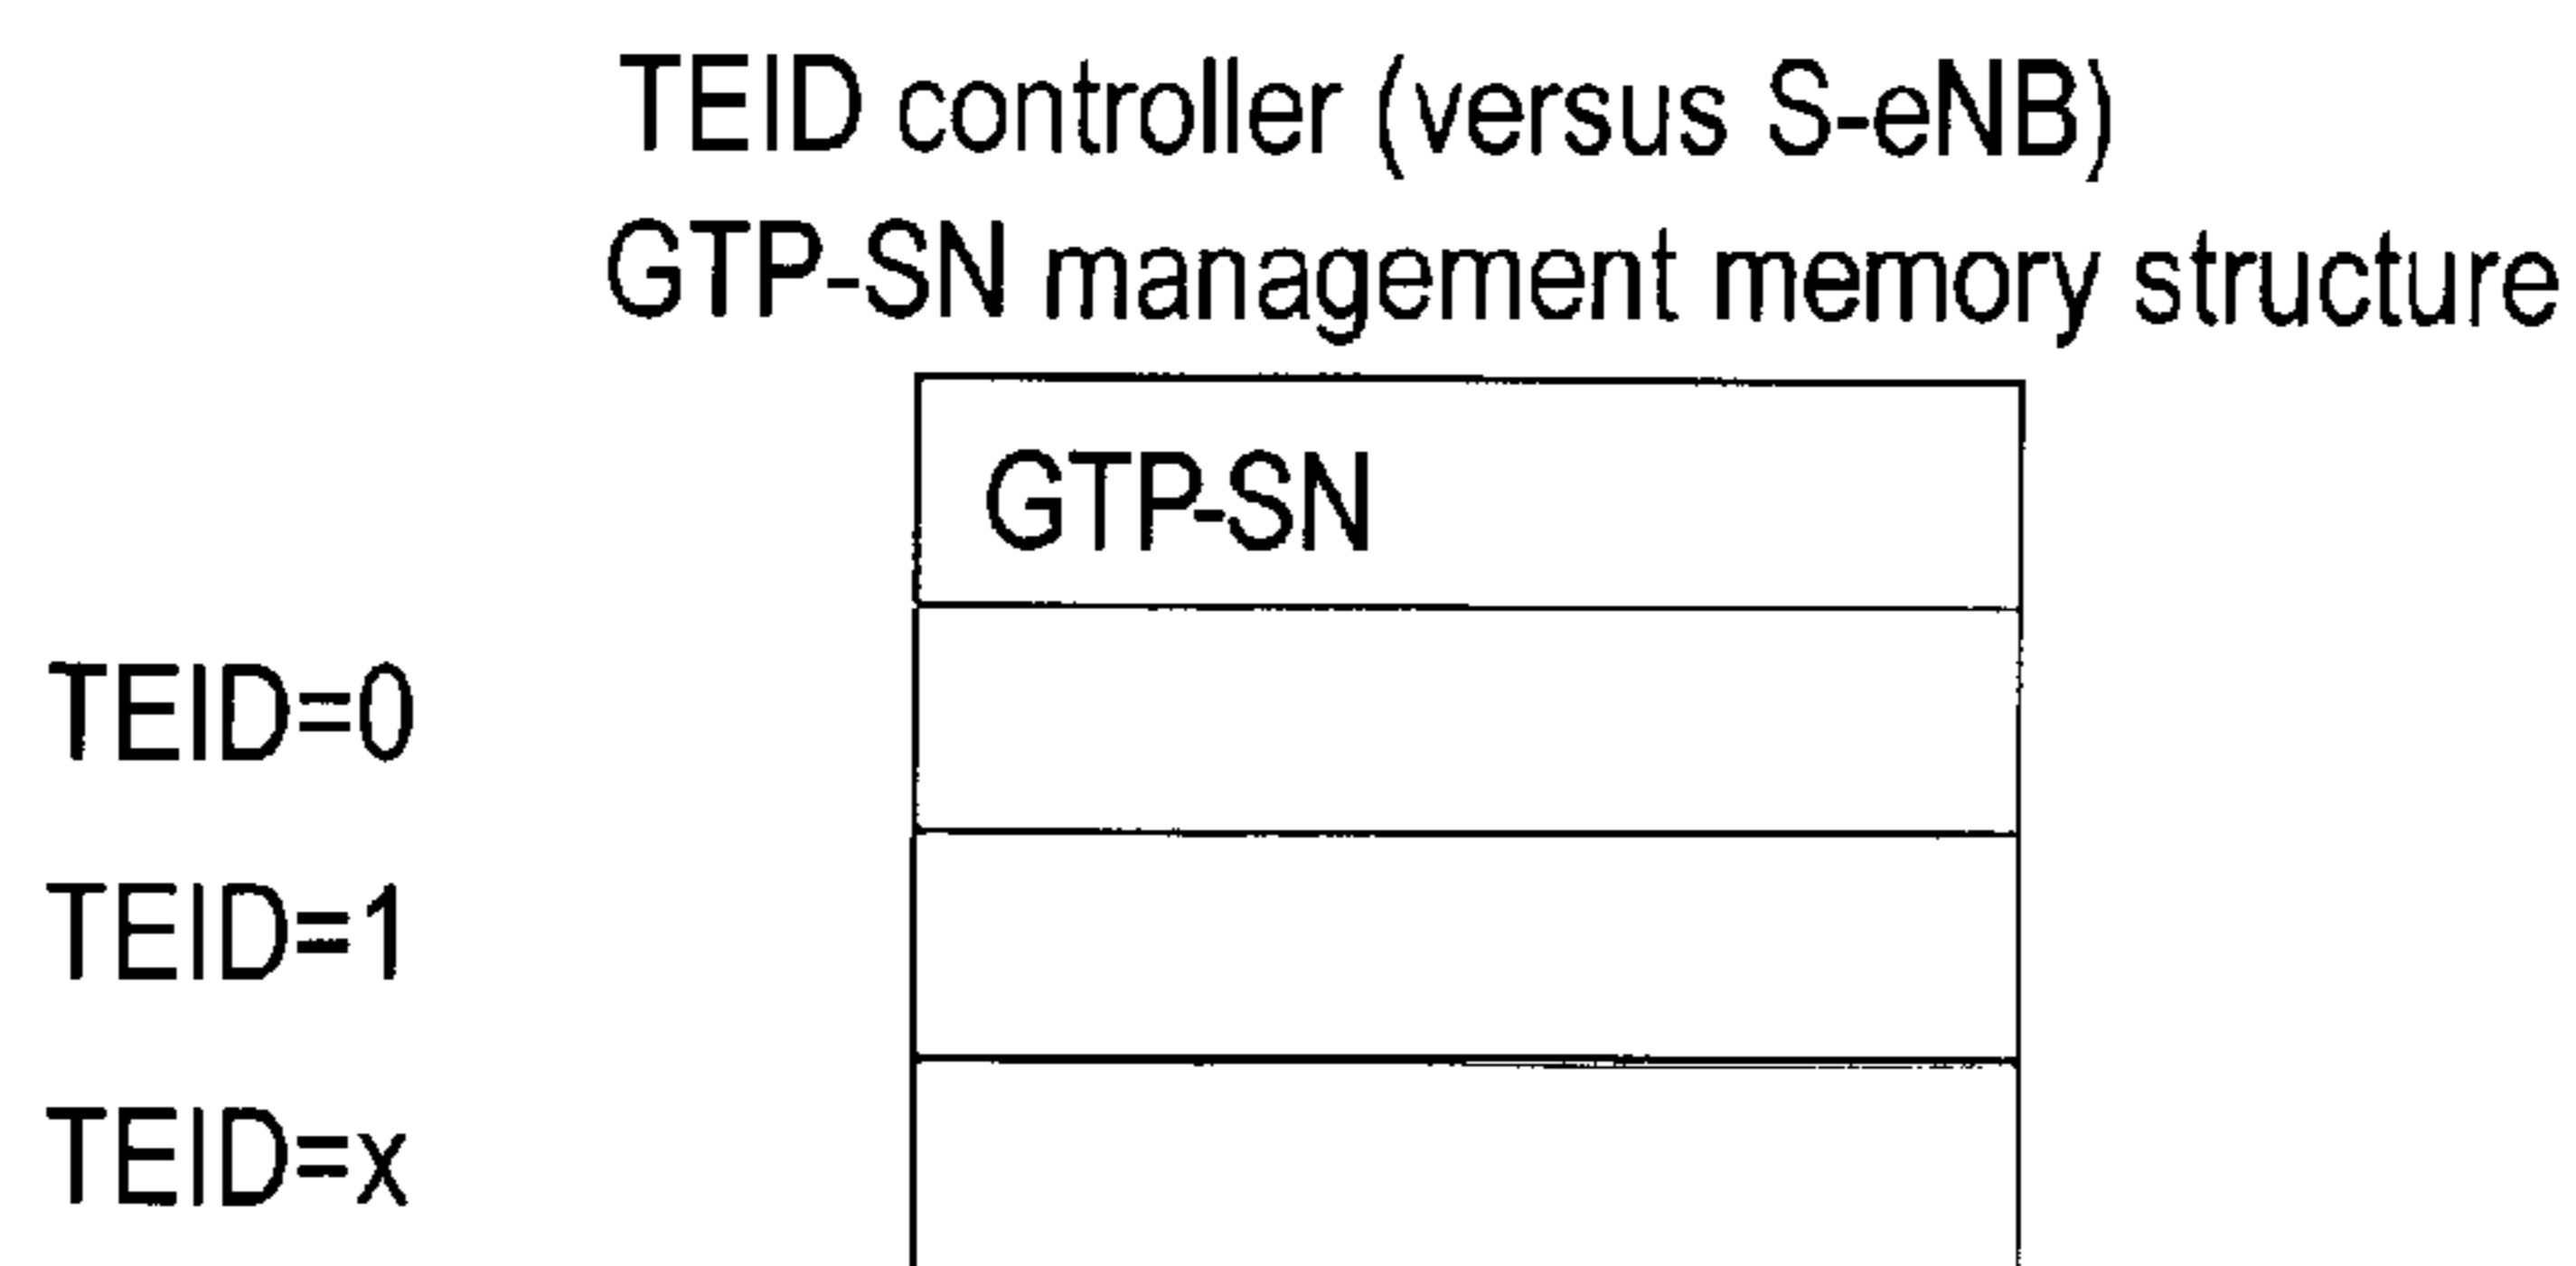 TEID controller (versus S-eNB)
GTP-SN management memory structure
GTP-SN
TEID=0
TEID=1
TEID=x